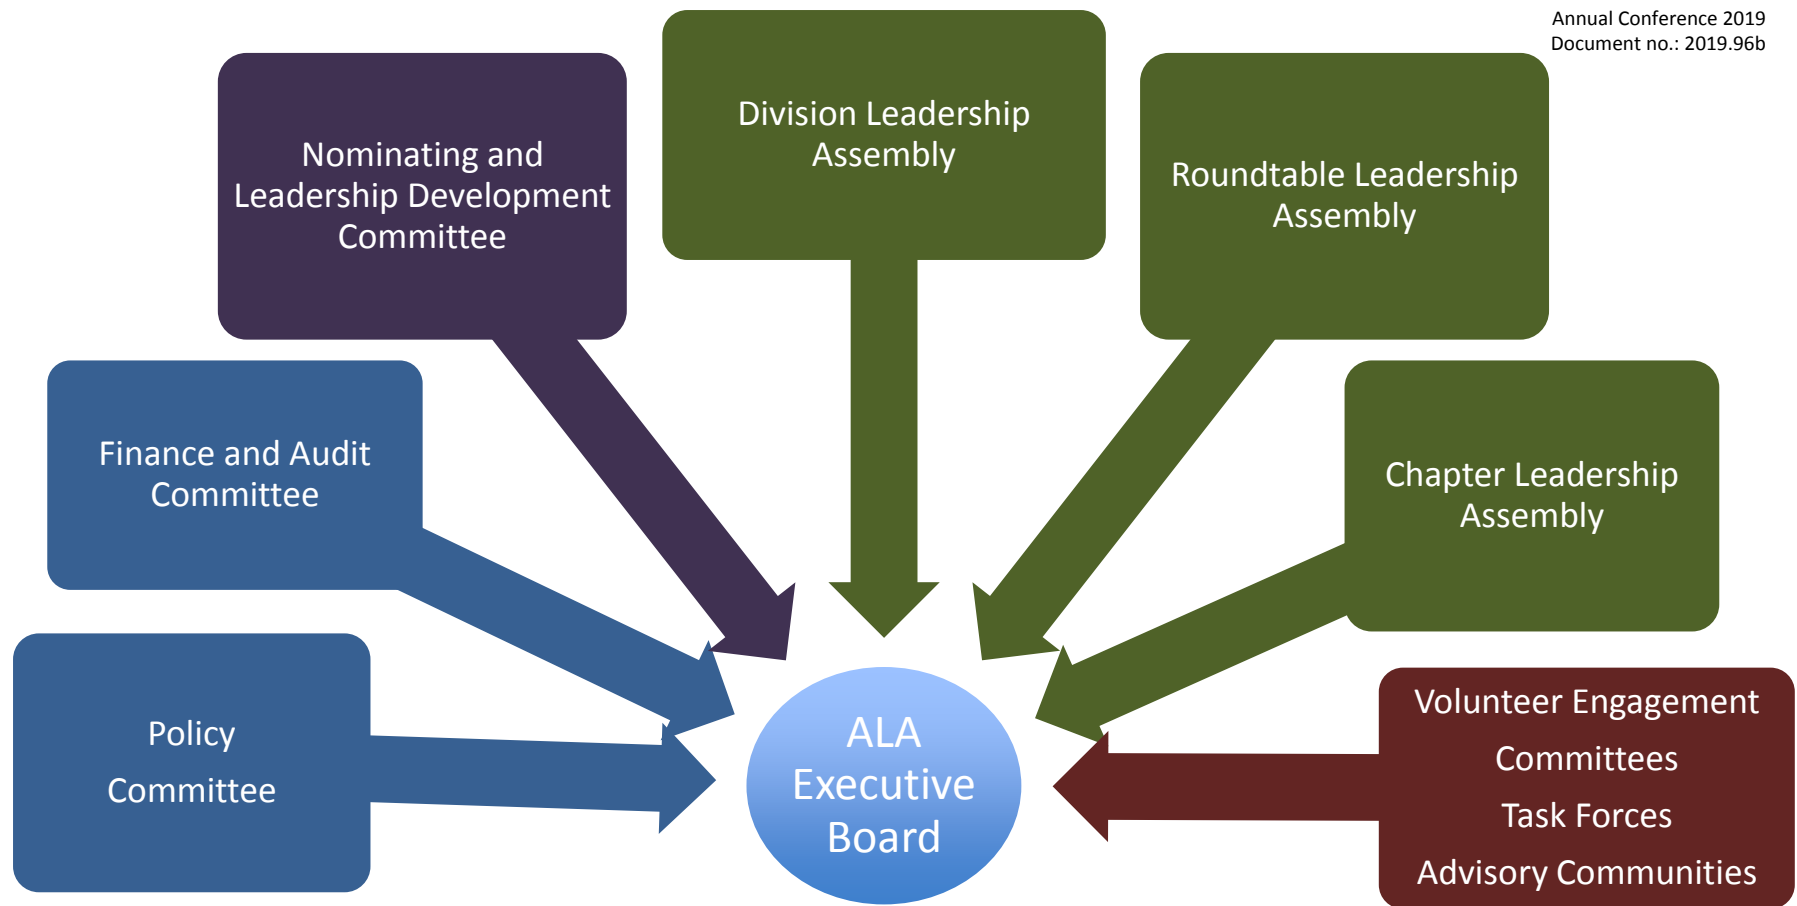 Annual Conference 2019
Document no.: 2019.96b
Division Leadership
Assembly
Nominating and
Leadership Development
Committee
Roundtable Leadership
Assembly
Finance and Audit
Committee
Chapter Leadership
Assembly
Policy
Committee
ALA
Executive
Board
Volunteer Engagement
Committees
Task Forces
Advisory Communities